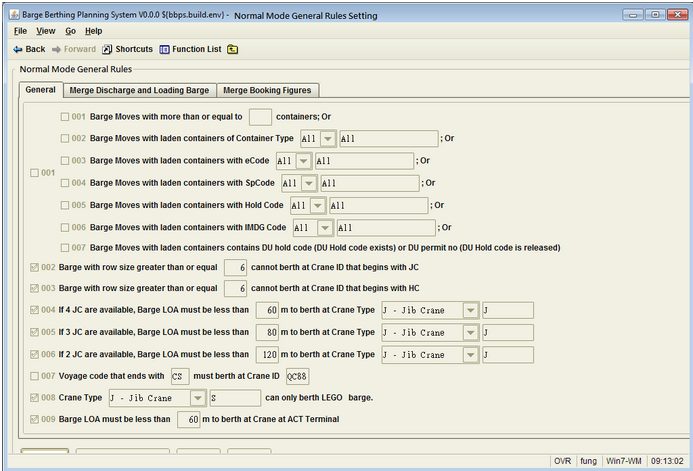 Barge Berthing Planning System V0.0.0 ${bbps.build.env} - Normal Mode General Rules Setting
File View Go Help
Back Forward Shortcuts Function List
Normal Mode General Rules
General Merge Discharge and Loading Barge Merge Booking Figures
001 Barge Moves with more than or equal to containers; Or
002 Barge Moves with laden containers of Container Type All All ; Or
003 Barge Moves with laden containers with eCode All All ; Or
001
004 Barge Moves with laden containers with SpCode All All ; Or
005 Barge Moves with laden containers with Hold Code All All ; Or
006 Barge Moves with laden containers with IMDG Code All All ; Or
007 Barge Moves with laden containers contains DU hold code (DU Hold code exists) or DU permit no (DU Hold code is released)
002 Barge with row size greater than or equal 6 cannot berth at Crane ID that begins with JC
003 Barge with row size greater than or equal 6 cannot berth at Crane ID that begins with HC
004 If 4 JC are available, Barge LOA must be less than 60 m to berth at Crane Type J - Jib Crane J
005 If 3 JC are available, Barge LOA must be less than 80 m to berth at Crane Type J - Jib Crane J
006 If 2 JC are available, Barge LOA must be less than 120 m to berth at Crane Type J - Jib Crane J
007 Voyage code that ends with CS must berth at Crane ID QC88
008 Crane Type J - Jib Crane S can only berth LEGO barge.
009 Barge LOA must be less than 60 m to berth at Crane at ACT Terminal
OVR fung Win7-WM 09:13:02